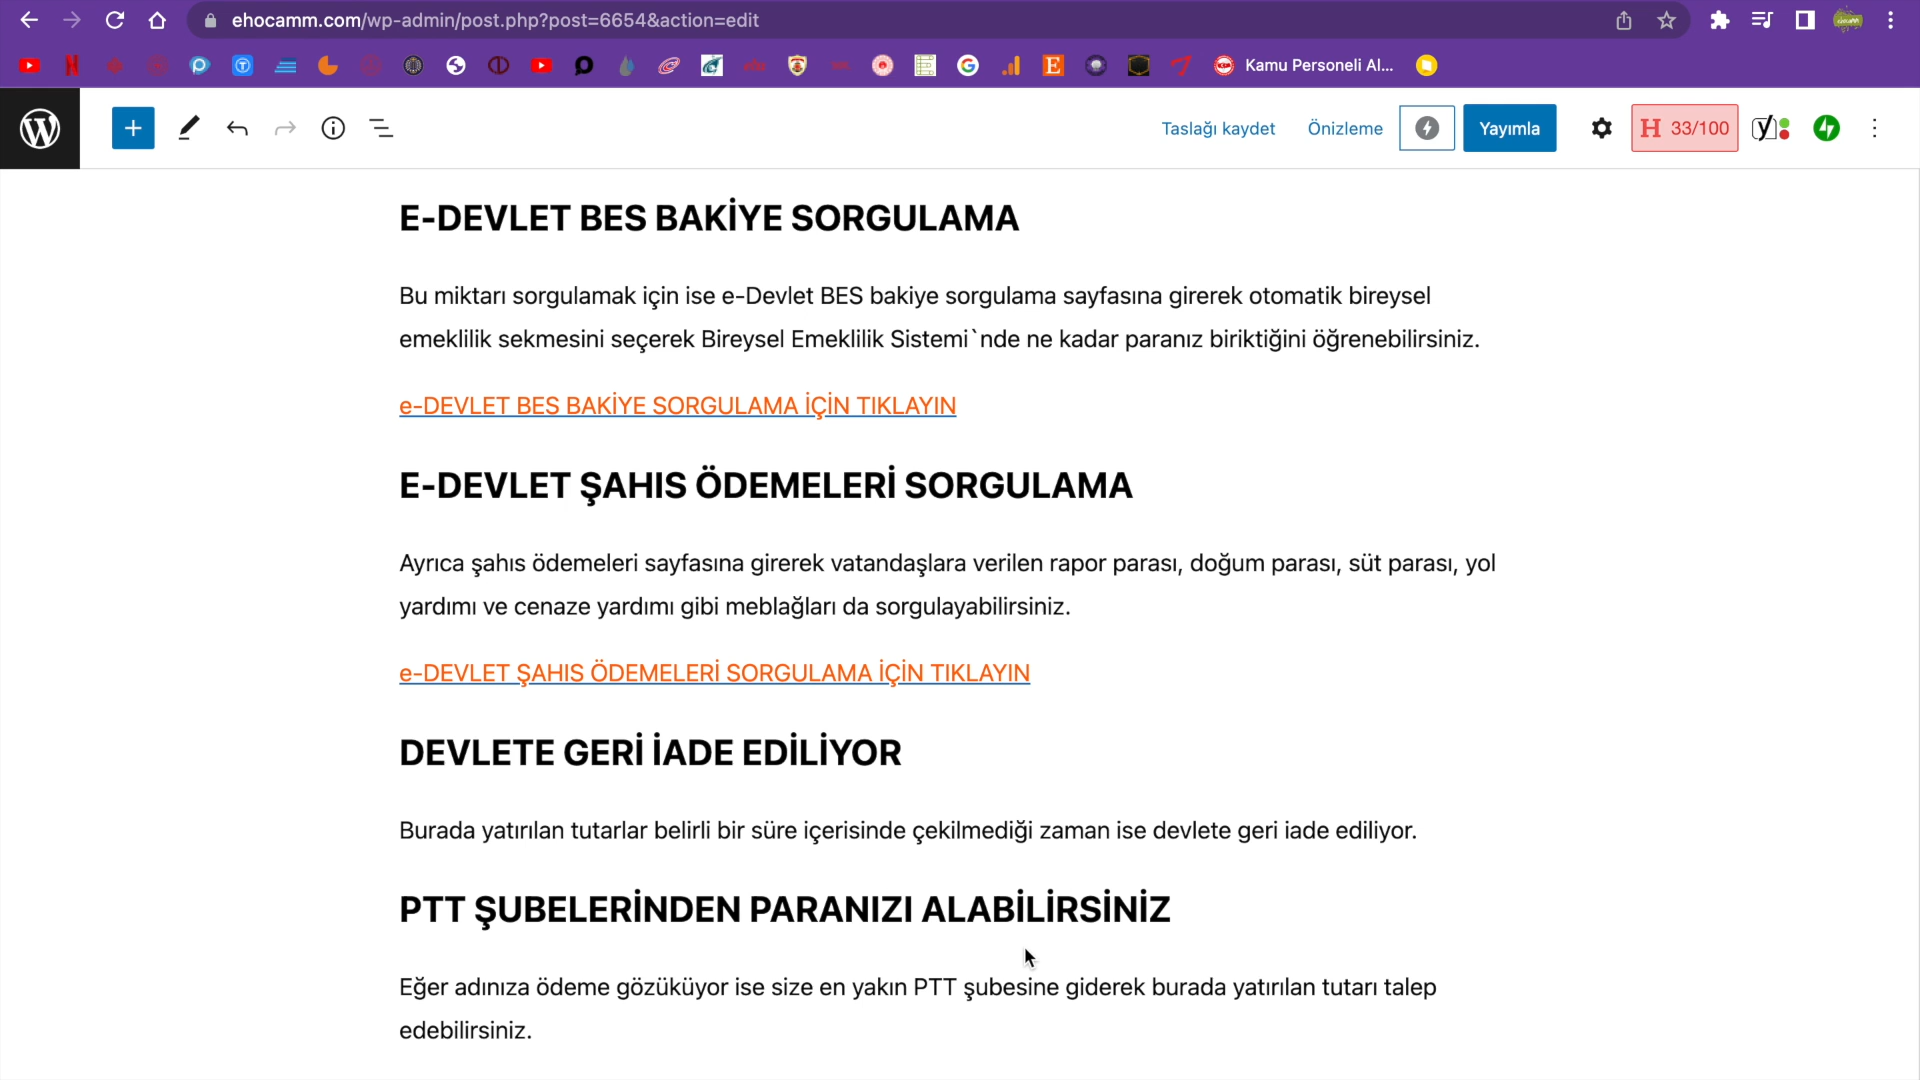 ehocamm.com/wp-admin/post.php?post=6654&action=edit
Kamu Personeli Al...
Taslağı kaydet
Önizleme
Yayımla
H 33/100
E-DEVLET BES BAKİYE SORGULAMA
Bu miktarı sorgulamak için ise e-Devlet BES bakiye sorgulama sayfasına girerek otomatik bireysel
emeklilik sekmesini seçerek Bireysel Emeklilik Sistemi`nde ne kadar paranız biriktiğini öğrenebilirsiniz.
e-DEVLET BES BAKİYE SORGULAMA İÇİN TIKLAYIN
E-DEVLET ŞAHIS ÖDEMELERİ SORGULAMA
Ayrıca şahıs ödemeleri sayfasına girerek vatandaşlara verilen rapor parası, doğum parası, süt parası, yol
yardımı ve cenaze yardımı gibi meblağları da sorgulayabilirsiniz.
e-DEVLET ŞAHIS ÖDEMELERİ SORGULAMA İÇİN TIKLAYIN
DEVLETE GERİ İADE EDİLİYOR
Burada yatırılan tutarlar belirli bir süre içerisinde çekilmediği zaman ise devlete geri iade ediliyor.
PTT ŞUBELERİNDEN PARANIZI ALABİLİRSİNİZ
Eğer adınıza ödeme gözüküyor ise size en yakın PTT şubesine giderek burada yatırılan tutarı talep
edebilirsiniz.